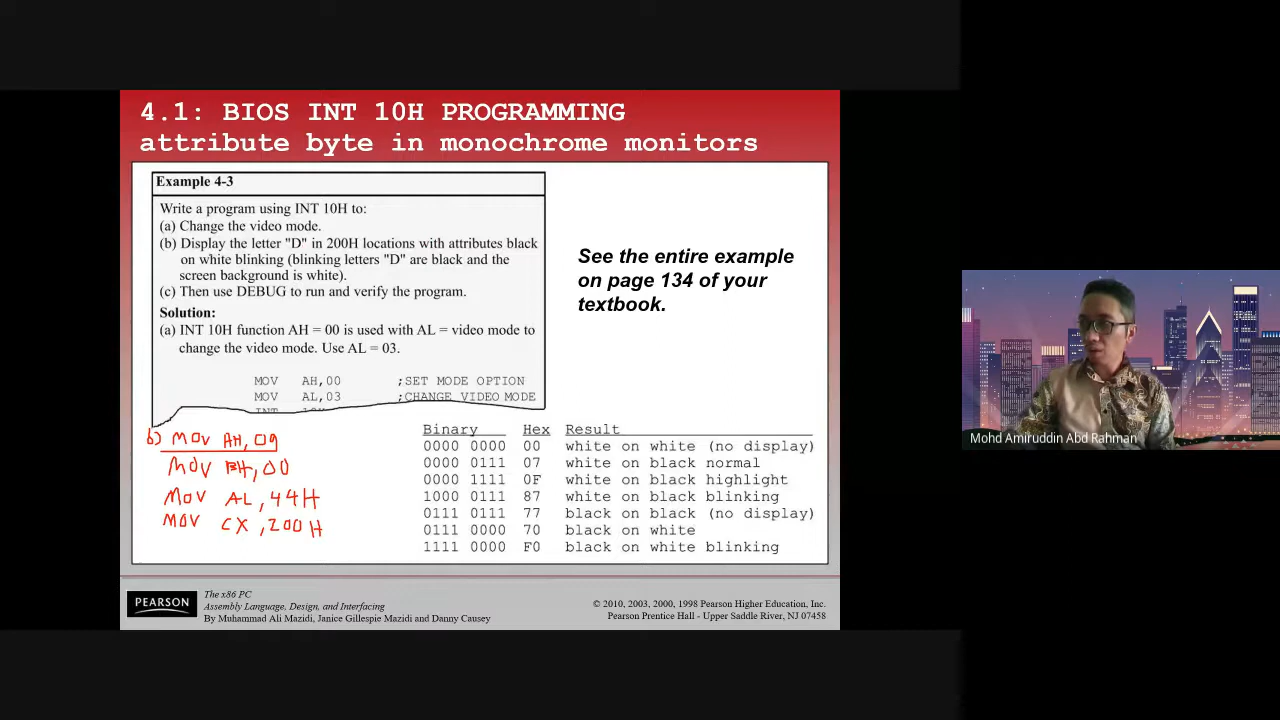 4.1: BIOS INT 10H PROGRAMMING
attribute byte in monochrome monitors
Example 4-3
Write a program using INT 10H to:
(a) Change the video mode.
(b) Display the letter "D" in 200H locations with attributes black
on white blinking (blinking letters "D" are black and the
screen background is white).
(c) Then use DEBUG to run and verify the program.
Solution:
(a) INT 10H function AH = 00 is used with AL = video mode to
change the video mode. Use AL = 03.
MOV AH,00 ;SET MODE OPTION
MOV AL,03 ;CHANGE VIDEO MODE
See the entire example
on page 134 of your
textbook.
b) MOV AH, 09
MOV BH, 00
MOV AL, 44H
MOV CX, 200H
Binary Hex Result
0000 0000 00 white on white (no display)
0000 0111 07 white on black normal
0000 1111 0F white on black highlight
1000 0111 87 white on black blinking
0111 0111 77 black on black (no display)
0111 0000 70 black on white
1111 0000 F0 black on white blinking
PEARSON
The x86 PC
Assembly Language, Design, and Interfacing
By Muhammad Ali Mazidi, Janice Gillespie Mazidi and Danny Causey
© 2010, 2003, 2000, 1998 Pearson Higher Education, Inc.
Pearson Prentice Hall - Upper Saddle River, NJ 07458
Mohd Amiruddin Abd Rahman